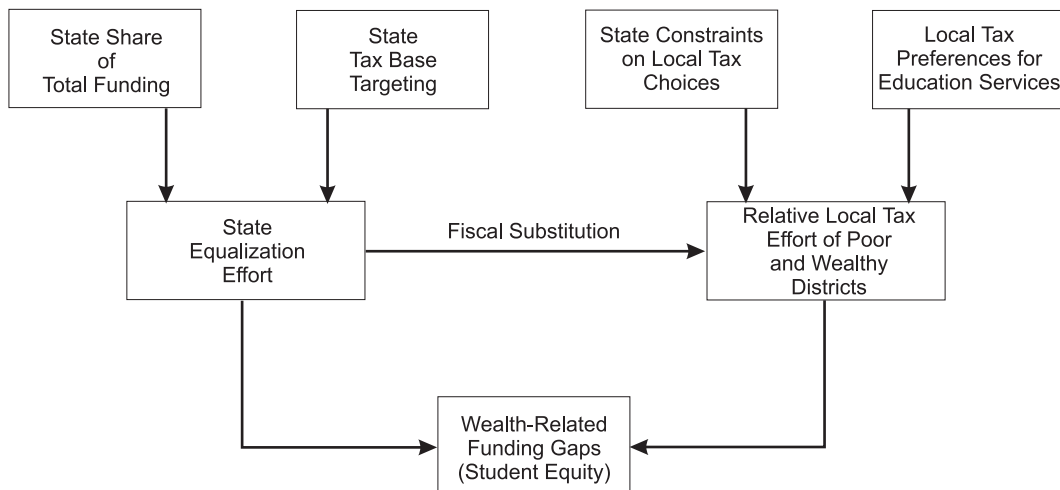 State Share
of
Total Funding
State
Tax Base
Targeting
State Constraints
on Local Tax
Choices
Local Tax
Preferences for
Education Services
State
Equalization
Effort
Fiscal Substitution
Relative Local Tax
Effort of Poor
and Wealthy
Districts
Wealth-Related
Funding Gaps
(Student Equity)